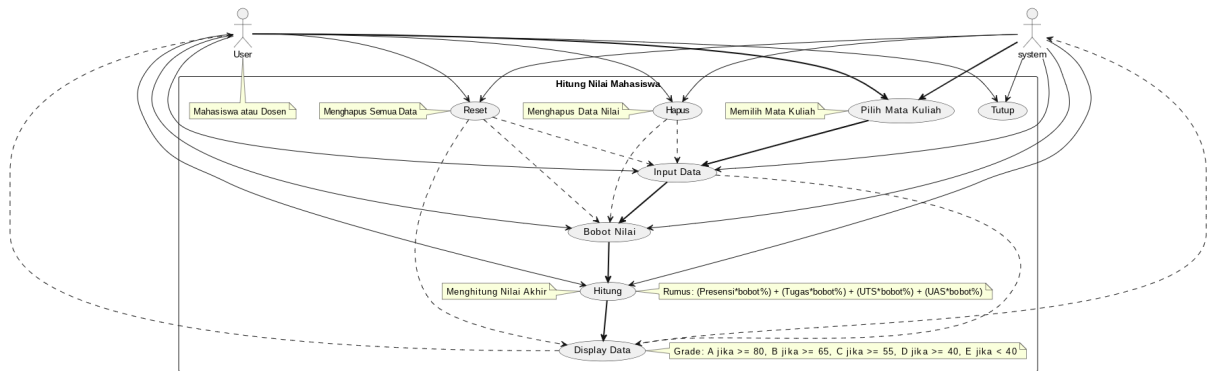 User
system
Hitung Nilai Mahasiswa
Mahasiswa atau Dosen
Menghapus Semua Data
Reset
Menghapus Data Nilai
Hapus
Memilih Mata Kuliah
Pilih Mata Kuliah
Tutup
Input Data
Bobot Nilai
Menghitung Nilai Akhir
Hitung
Rumus: (Presensi*bobot%) + (Tugas*bobot%) + (UTS*bobot%) + (UAS*bobot%)
Display Data
Grade: A jika >= 80, B jika >= 65, C jika >= 55, D jika >= 40, E jika < 40